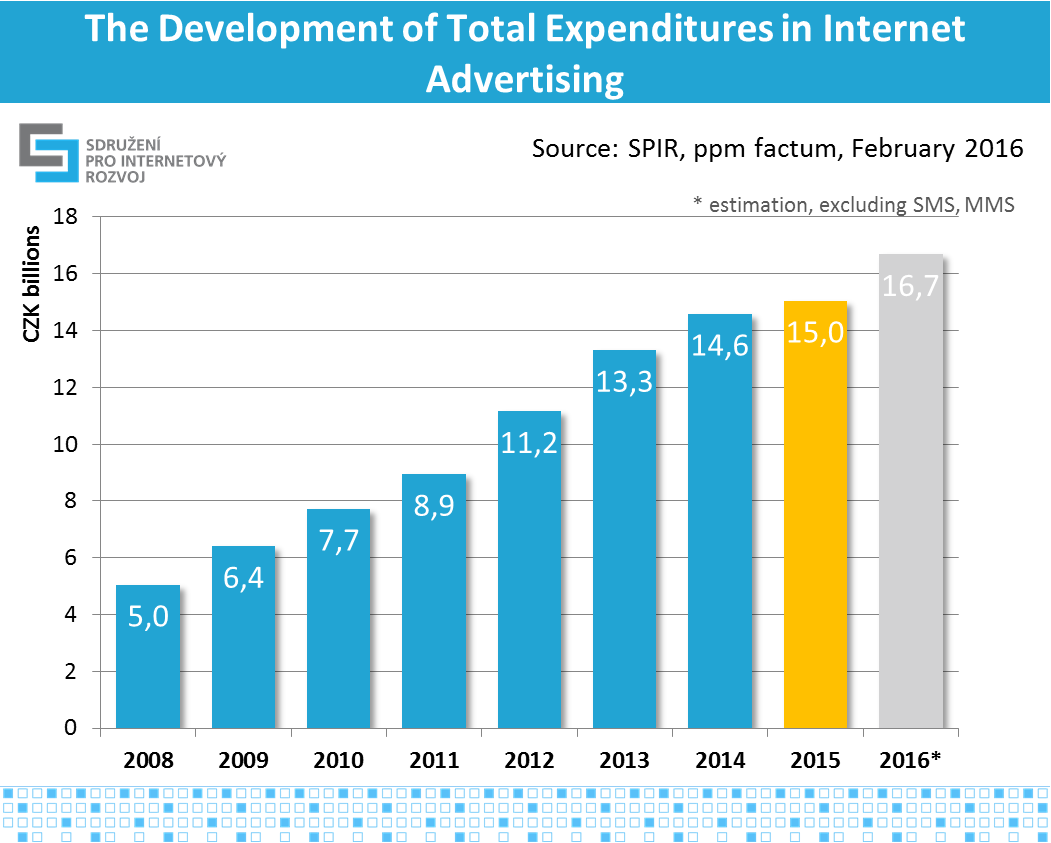 The Development of Total Expenditures in Internet
Advertising
SDRUŽENÍ
PRO INTERNETOVÝ
ROZVOJ
Source: SPIR, ppm factum, February 2016
* estimation, excluding SMS, MMS
CZK billions
18
16
14
12
10
8
6
4
2
0
5,0
6,4
7,7
8,9
11,2
13,3
14,6
15,0
16,7
2008 2009 2010 2011 2012 2013 2014 2015 2016*